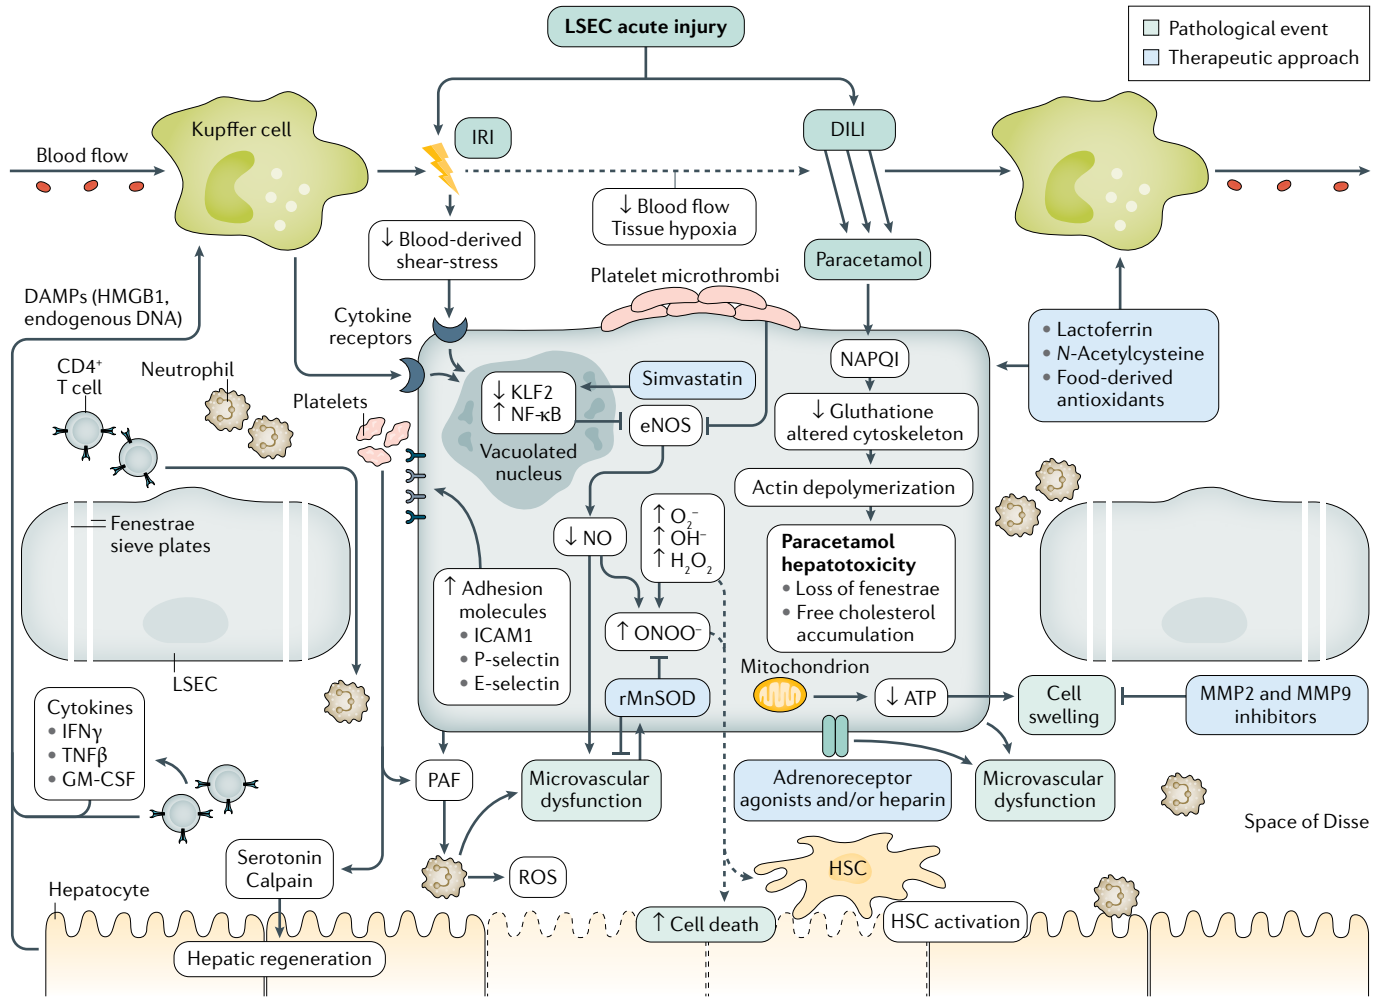 LSEC acute injury
Pathological event
Therapeutic approach
Kupffer cell
IRI
DILI
Blood flow
↓ Blood flow
Tissue hypoxia
↓ Blood-derived
shear-stress
Paracetamol
Platelet microthrombi
DAMPs (HMGB1,
endogenous DNA)
Cytokine
receptors
• Lactoferrin
• N-Acetylcysteine
• Food-derived
antioxidants
CD4⁺
T cell
Neutrophil
Platelets
NAPQI
Simvastatin
↓ KLF2
↑ NF-κB
eNOS
↓ Gluthatione
altered cytoskeleton
Vacuolated
nucleus
Actin depolymerization
Fenestrae
sieve plates
↓ NO
↑ O₂⁻
↑ OH⁻
↑ H₂O₂
Paracetamol
hepatotoxicity
• Loss of fenestrae
• Free cholesterol
accumulation
↑ Adhesion
molecules
• ICAM1
• P-selectin
• E-selectin
↑ ONOO⁻
LSEC
Mitochondrion
rMnSOD
↓ ATP
Cell
swelling
MMP2 and MMP9
inhibitors
Cytokines
• IFNγ
• TNFβ
• GM-CSF
PAF
Microvascular
dysfunction
Adrenoreceptor
agonists and/or heparin
Microvascular
dysfunction
Space of Disse
Serotonin
Calpain
ROS
HSC
Hepatocyte
↑ Cell death
HSC activation
Hepatic regeneration